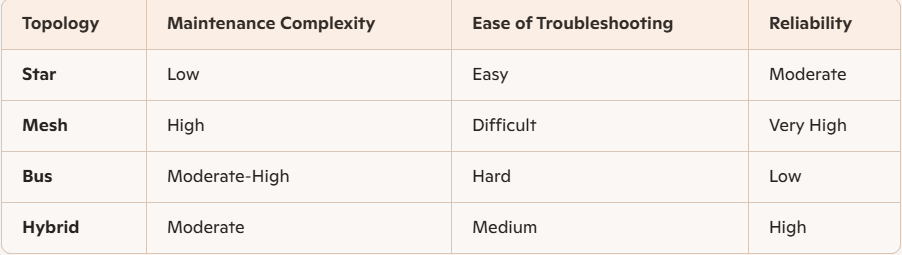 Topology Maintenance Complexity Ease of Troubleshooting Reliability
Star Low Easy Moderate
Mesh High Difficult Very High
Bus Moderate-High Hard Low
Hybrid Moderate Medium High